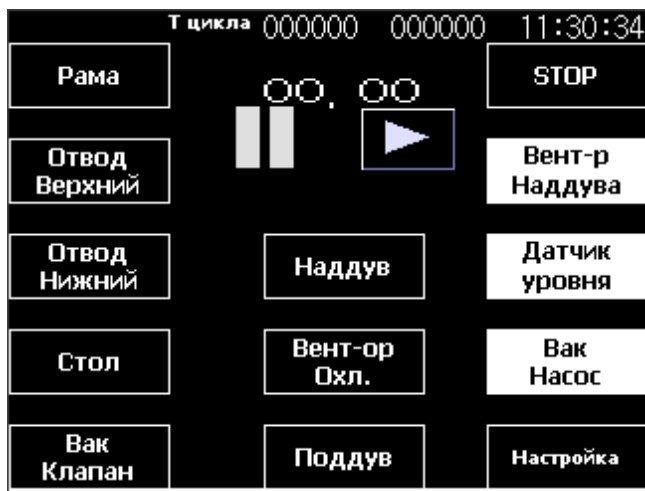 Т цикла 000000 000000 11:30:34
Рама
00.00
STOP
Отвод
Верхний
Вент-р
Наддува
Отвод
Нижний
Наддув
Датчик
уровня
Стол
Вент-ор
Охл.
Вак
Насос
Вак
Клапан
Поддув
Настройка